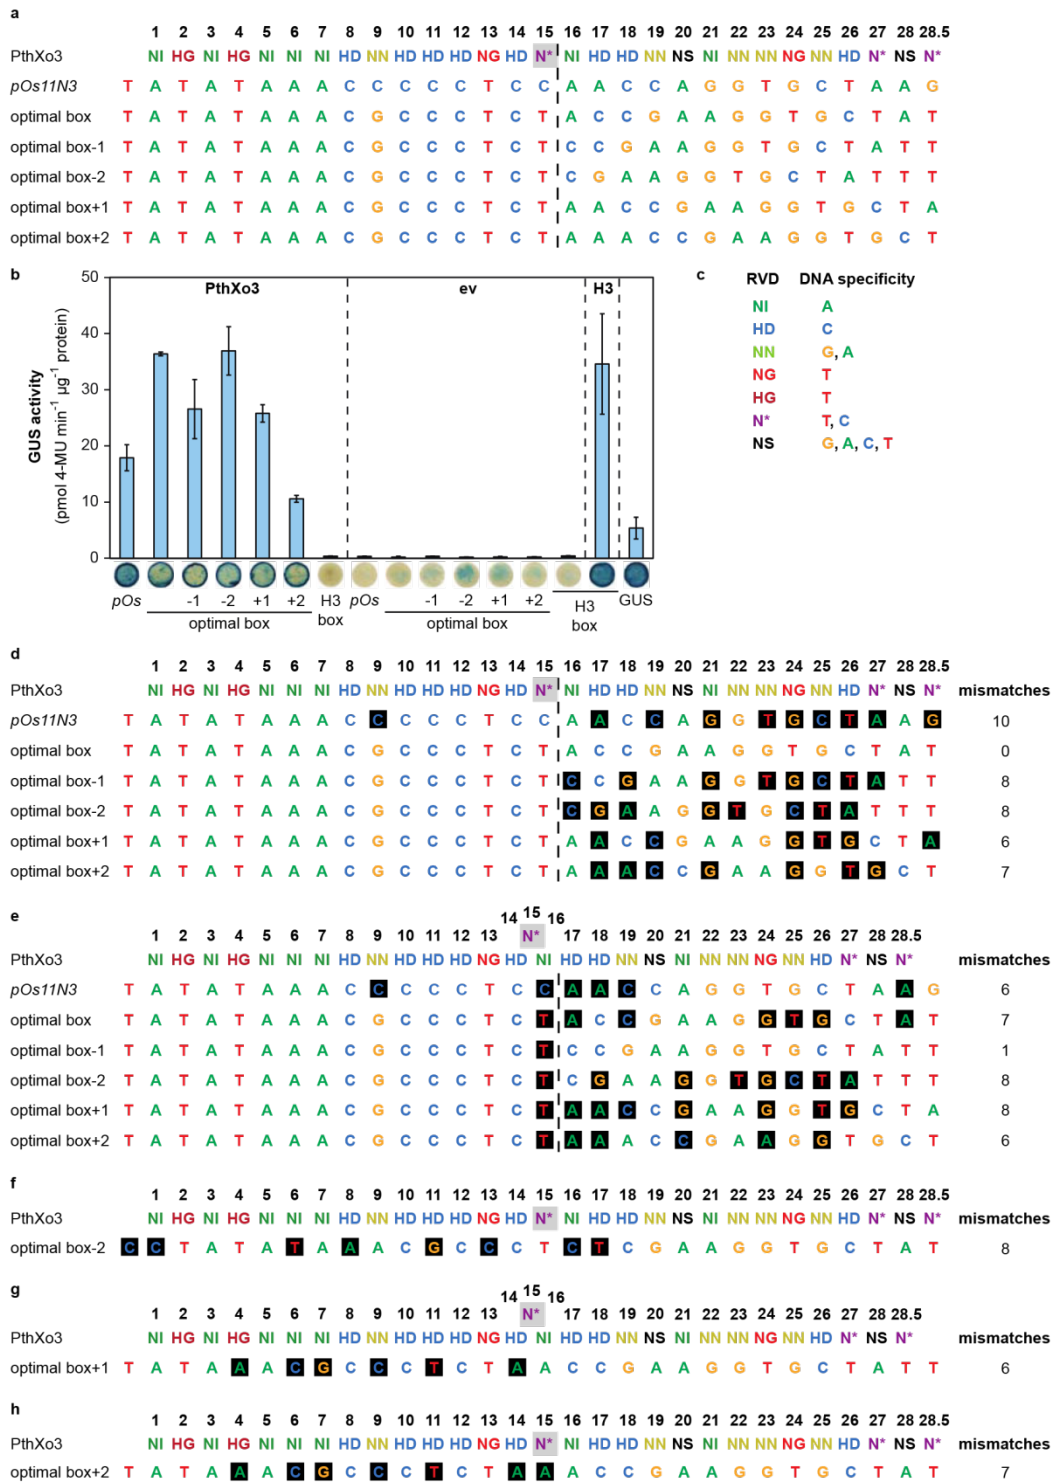 a
1 2 3 4 5 6 7 8 9 10 11 12 13 14 15 16 17 18 19 20 21 22 23 24 25 26 27 28 28.5
PthXo3 NI HG NI HG NI NI NI HD NN HD HD HD NG HD N* NI HD HD NN NS NI NN NN NG NN HD N* NS N*
pOs11N3 T A T A T A A A C C C C C T C C A A C C A G G T G C T A A G
optimal box T A T A T A A A C G C C C T C T A C C G A A G G T G C T A T
optimal box-1 T A T A T A A A C G C C C T C T C C G A A G G T G C T A T T
optimal box-2 T A T A T A A A C G C C C T C T C G A A G G T G C T A T T T
optimal box+1 T A T A T A A A C G C C C T C T A A C C G A A G G T G C T A
optimal box+2 T A T A T A A A C G C C C T C T A A A C C G A A G G T G C T
b
50
40
30
20
10
0
GUS activity
(pmol 4-MU min-1 µg-1 protein)
PthXo3 ev H3
pOs -1 -2 +1 +2 H3 box pOs -1 -2 +1 +2 H3 box GUS
optimal box optimal box
c
RVD DNA specificity
NI A
HD C
NN G, A
NG T
HG T
N* T, C
NS G, A, C, T
d
1 2 3 4 5 6 7 8 9 10 11 12 13 14 15 16 17 18 19 20 21 22 23 24 25 26 27 28 28.5
PthXo3 NI HG NI HG NI NI NI HD NN HD HD HD NG HD N* NI HD HD NN NS NI NN NN NG NN HD N* NS N* mismatches
pOs11N3 T A T A T A A A C C C C C T C C A A C C A G G T G C T A A G 10
optimal box T A T A T A A A C G C C C T C T A C C G A A G G T G C T A T 0
optimal box-1 T A T A T A A A C G C C C T C T C C G A A G G T G C T A T T 8
optimal box-2 T A T A T A A A C G C C C T C T C G A A G G T G C T A T T T 8
optimal box+1 T A T A T A A A C G C C C T C T A A C C G A A G G T G C T A 6
optimal box+2 T A T A T A A A C G C C C T C T A A A C C G A A G G T G C T 7
e
1 2 3 4 5 6 7 8 9 10 11 12 13 14 15 16 17 18 19 20 21 22 23 24 25 26 27 28 28.5
N*
PthXo3 NI HG NI HG NI NI NI HD NN HD HD HD NG HD NI HD HD NN NS NI NN NN NG NN HD N* NS N* mismatches
pOs11N3 T A T A T A A A C C C C C T C C A A C C A G G T G C T A A G 6
optimal box T A T A T A A A C G C C C T C T A C C G A A G G T G C T A T 7
optimal box-1 T A T A T A A A C G C C C T C T C C G A A G G T G C T A T T 1
optimal box-2 T A T A T A A A C G C C C T C T C G A A G G T G C T A T T T 8
optimal box+1 T A T A T A A A C G C C C T C T A A C C G A A G G T G C T A 8
optimal box+2 T A T A T A A A C G C C C T C T A A A C C G A A G G T G C T 6
f
1 2 3 4 5 6 7 8 9 10 11 12 13 14 15 16 17 18 19 20 21 22 23 24 25 26 27 28 28.5
PthXo3 NI HG NI HG NI NI NI HD NN HD HD HD NG HD N* NI HD HD NN NS NI NN NN NG NN HD N* NS N* mismatches
optimal box-2 C C T A T A T A A A C G C C C T C T C G A A G G T G C T A T 8
g
1 2 3 4 5 6 7 8 9 10 11 12 13 14 15 16 17 18 19 20 21 22 23 24 25 26 27 28 28.5
N*
PthXo3 NI HG NI HG NI NI NI HD NN HD HD HD NG HD NI HD HD NN NS NI NN NN NG NN HD N* NS N* mismatches
optimal box+1 T A T A A A C G C C C T C T A A C C G A A G G T G C T A T T 6
h
1 2 3 4 5 6 7 8 9 10 11 12 13 14 15 16 17 18 19 20 21 22 23 24 25 26 27 28 28.5
PthXo3 NI HG NI HG NI NI NI HD NN HD HD HD NG HD N* NI HD HD NN NS NI NN NN NG NN HD N* NS N* mismatches
optimal box+2 T A T A A A C G C C C T C T A A A C C G A A G G T G C T A T 7